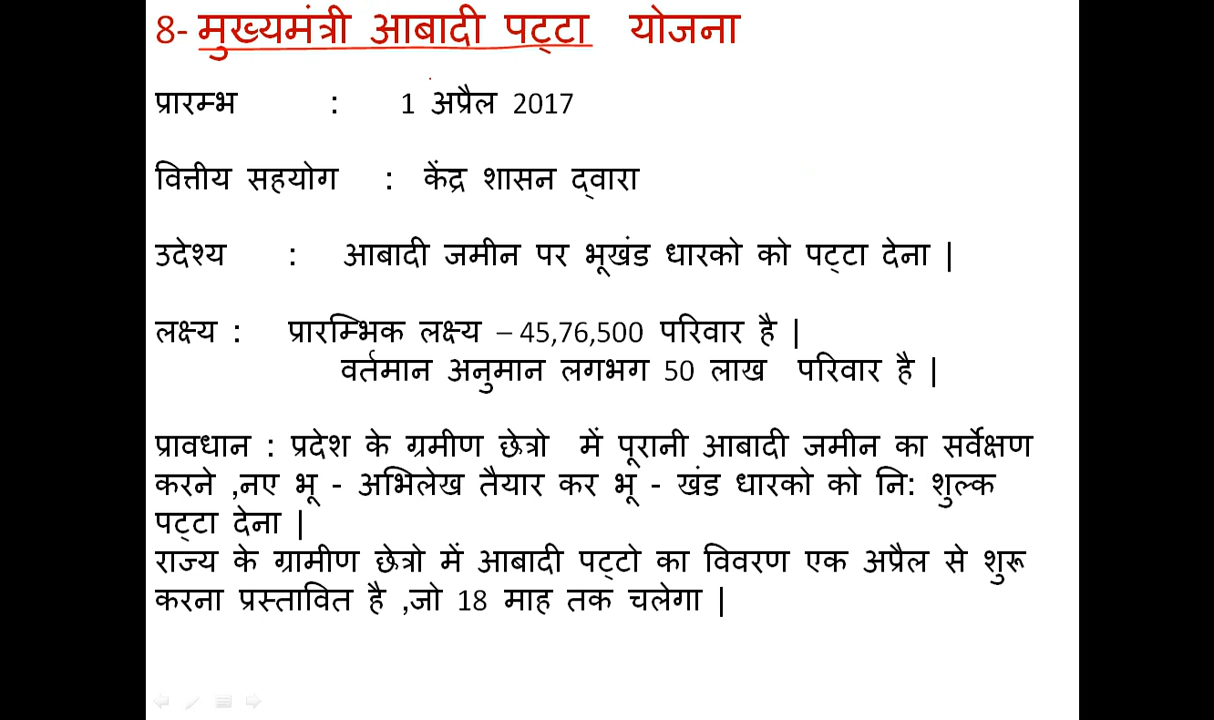 8- मुख्यमंत्री आबादी पट्टा योजना
प्रारम्भ : 1 अप्रैल 2017
वित्तीय सहयोग : केंद्र शासन द्वारा
उदेश्य : आबादी जमीन पर भूखंड धारको को पट्टा देना |
लक्ष्य : प्रारम्भिक लक्ष्य – 45,76,500 परिवार है |
वर्तमान अनुमान लगभग 50 लाख परिवार है |
प्रावधान : प्रदेश के ग्रमीण छेत्रो में पूरानी आबादी जमीन का सर्वेक्षण
करने ,नए भू - अभिलेख तैयार कर भू - खंड धारको को नि: शुल्क
पट्टा देना |
राज्य के ग्रामीण छेत्रो में आबादी पट्टो का विवरण एक अप्रैल से शुरू
करना प्रस्तावित है ,जो 18 माह तक चलेगा |